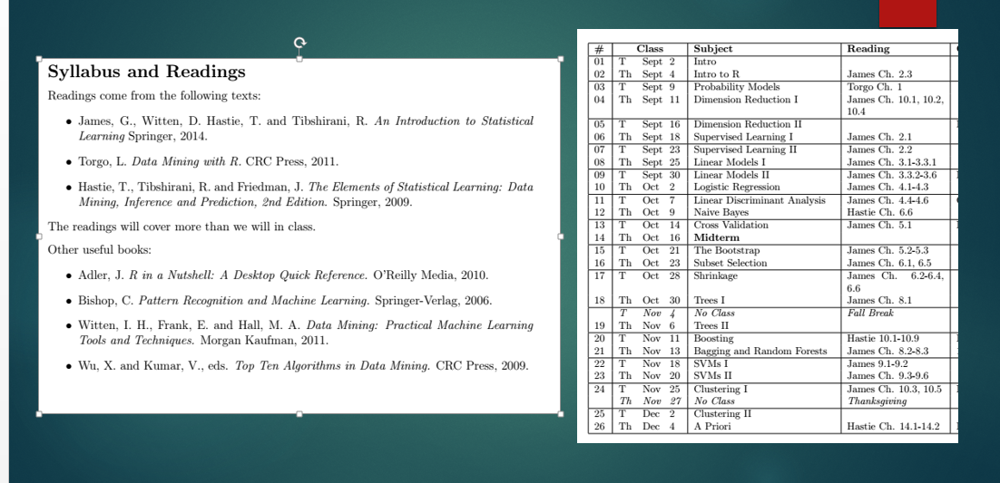 Syllabus and Readings
Readings come from the following texts:
• James, G., Witten, D. Hastie, T. and Tibshirani, R. An Introduction to Statistical
Learning Springer, 2014.
• Torgo, L. Data Mining with R. CRC Press, 2011.
• Hastie, T., Tibshirani, R. and Friedman, J. The Elements of Statistical Learning: Data
Mining, Inference and Prediction, 2nd Edition. Springer, 2009.
The readings will cover more than we will in class.
Other useful books:
• Adler, J. R in a Nutshell: A Desktop Quick Reference. O'Reilly Media, 2010.
• Bishop, C. Pattern Recognition and Machine Learning. Springer-Verlag, 2006.
• Witten, I. H., Frank, E. and Hall, M. A. Data Mining: Practical Machine Learning
Tools and Techniques. Morgan Kaufman, 2011.
• Wu, X. and Kumar, V., eds. Top Ten Algorithms in Data Mining. CRC Press, 2009.
# Class Subject Reading
01 T Sept 2 Intro
02 Th Sept 4 Intro to R James Ch. 2.3
03 T Sept 9 Probability Models Torgo Ch. 1
04 Th Sept 11 Dimension Reduction I James Ch. 10.1, 10.2,
10.4
05 T Sept 16 Dimension Reduction II
06 Th Sept 18 Supervised Learning I James Ch. 2.1
07 T Sept 23 Supervised Learning II James Ch. 2.2
08 Th Sept 25 Linear Models I James Ch. 3.1-3.3.1
09 T Sept 30 Linear Models II James Ch. 3.3.2-3.6
10 Th Oct 2 Logistic Regression James Ch. 4.1-4.3
11 T Oct 7 Linear Discriminant Analysis James Ch. 4.4-4.6
12 Th Oct 9 Naive Bayes Hastie Ch. 6.6
13 T Oct 14 Cross Validation James Ch. 5.1
14 Th Oct 16 Midterm
15 T Oct 21 The Bootstrap James Ch. 5.2-5.3
16 Th Oct 23 Subset Selection James Ch. 6.1, 6.5
17 T Oct 28 Shrinkage James Ch. 6.2-6.4,
6.6
18 Th Oct 30 Trees I James Ch. 8.1
T Nov 4 No Class Fall Break
19 Th Nov 6 Trees II
20 T Nov 11 Boosting Hastie 10.1-10.9
21 Th Nov 13 Bagging and Random Forests James Ch. 8.2-8.3
22 T Nov 18 SVMs I James 9.1-9.2
23 Th Nov 20 SVMs II James Ch. 9.3-9.6
24 T Nov 25 Clustering I James Ch. 10.3, 10.5
Th Nov 27 No Class Thanksgiving
25 T Dec 2 Clustering II
26 Th Dec 4 A Priori Hastie Ch. 14.1-14.2